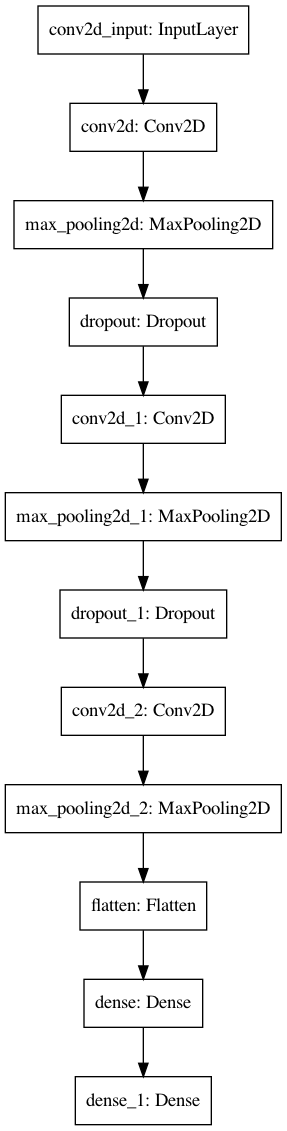 conv2d_input: InputLayer
conv2d: Conv2D
max_pooling2d: MaxPooling2D
dropout: Dropout
conv2d_1: Conv2D
max_pooling2d_1: MaxPooling2D
dropout_1: Dropout
conv2d_2: Conv2D
max_pooling2d_2: MaxPooling2D
flatten: Flatten
dense: Dense
dense_1: Dense